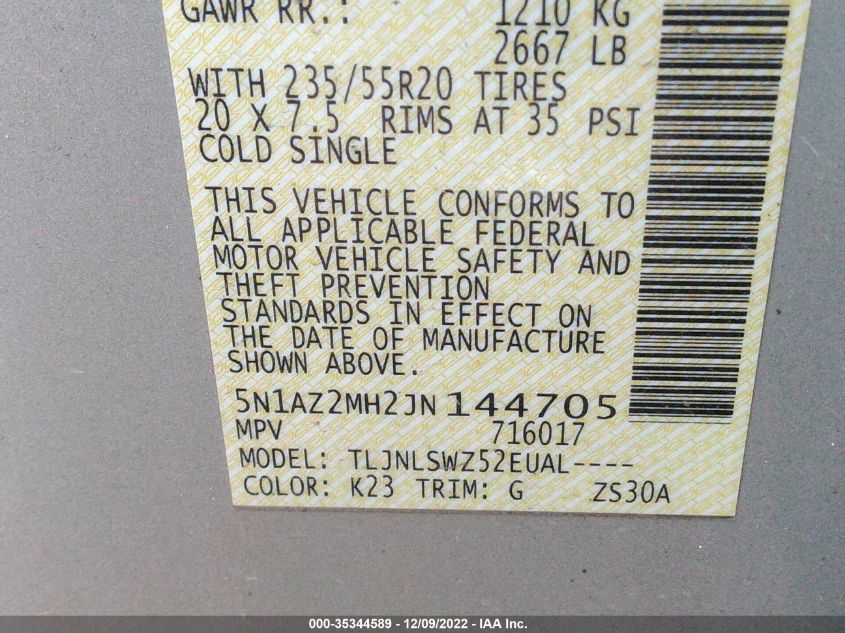 GAWR RR.: 1210 KG
2667 LB
WITH 235/55R20 TIRES
20 X 7.5 RIMS AT 35 PSI
COLD SINGLE
THIS VEHICLE CONFORMS TO
ALL APPLICABLE FEDERAL
MOTOR VEHICLE SAFETY AND
THEFT PREVENTION
STANDARDS IN EFFECT ON
THE DATE OF MANUFACTURE
SHOWN ABOVE.
5N1AZ2MH2JN 144705
MPV 716017
MODEL: TLJNLSWZ52EUAL----
COLOR: K23 TRIM: G ZS30A
000-35344589 - 12/09/2022 - IAA Inc.